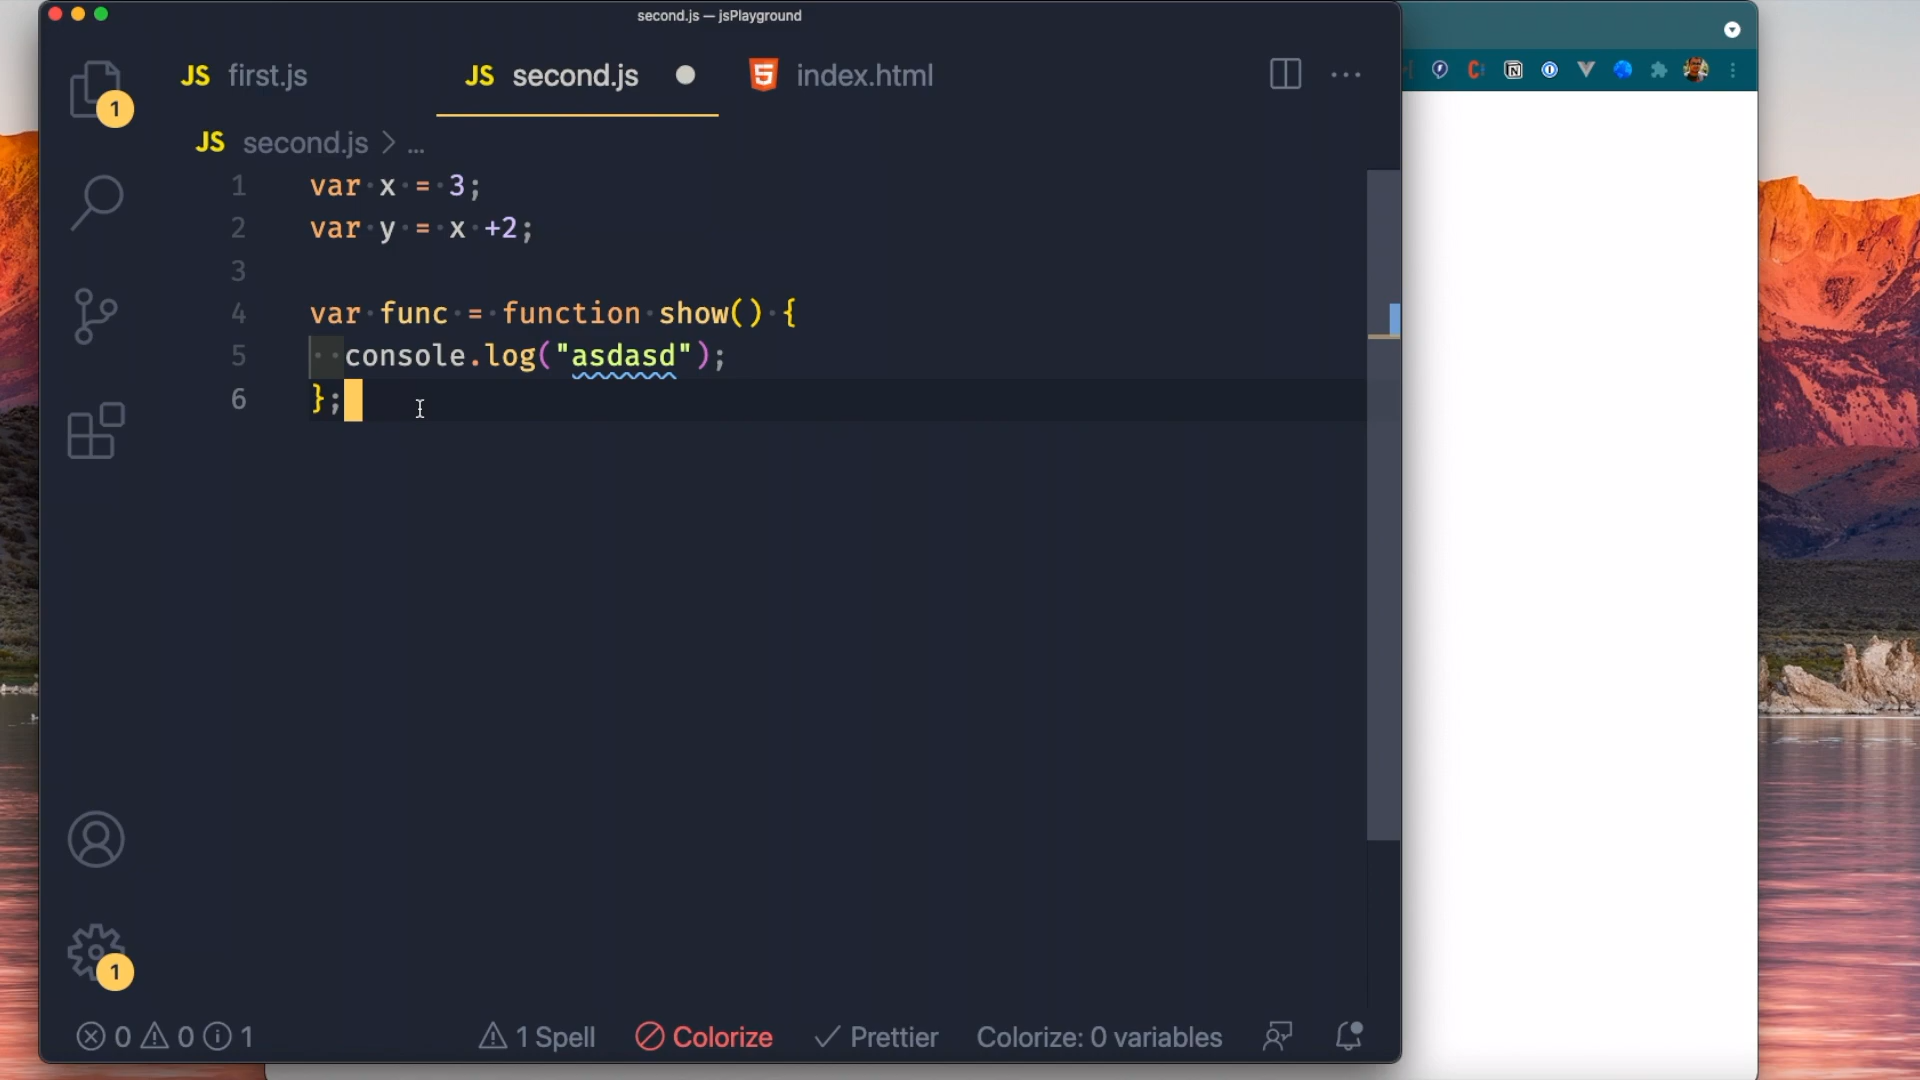 second.js — jsPlayground
JS first.js
JS second.js
5 index.html
JS second.js > ...
1 var x = 3;
2 var y = x +2;
3
4 var func = function show() {
5 console.log("asdasd");
6 };
1
1
0 0 1
1 Spell
Colorize
Prettier
Colorize: 0 variables